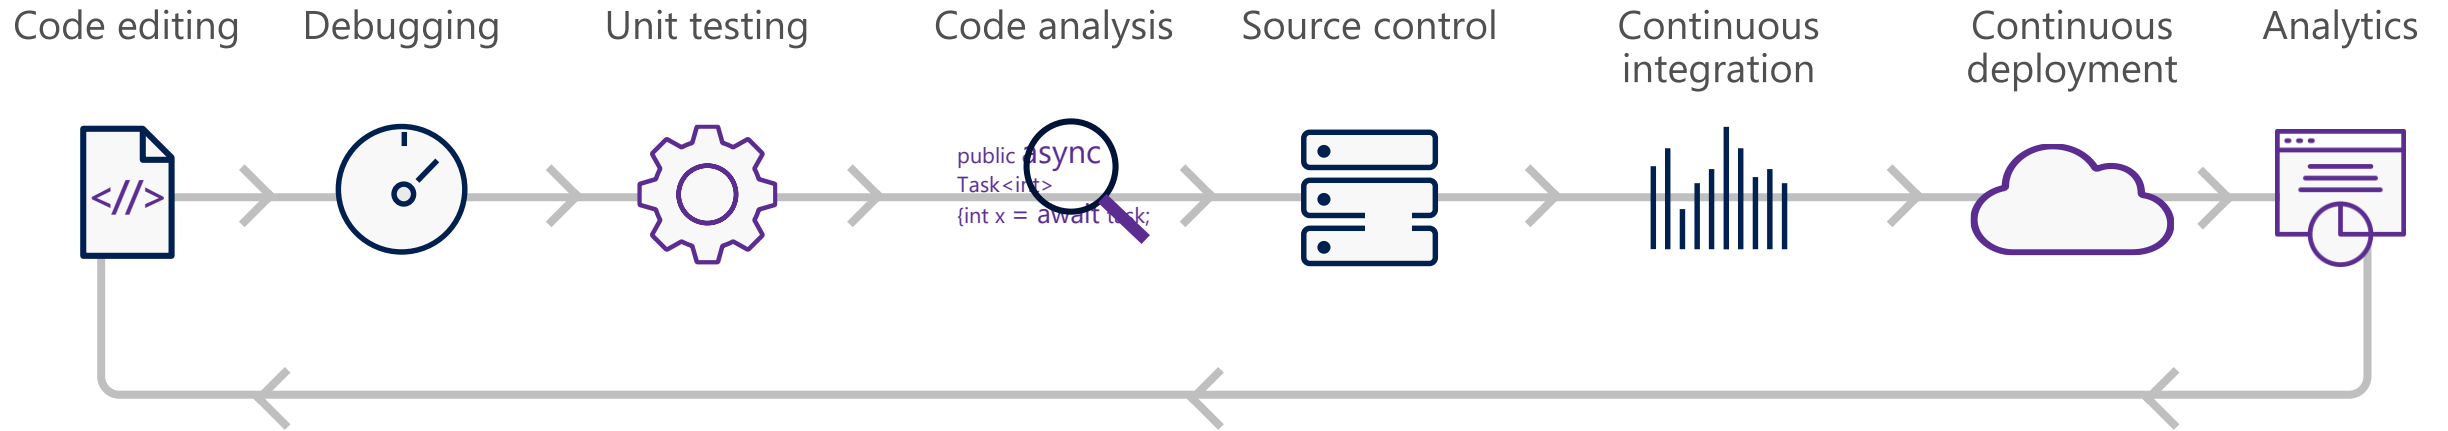 Code editing
Debugging
Unit testing
Code analysis
Source control
Continuous
integration
Continuous
deployment
Analytics
</>
public async
Task<int>
{int x = await task;